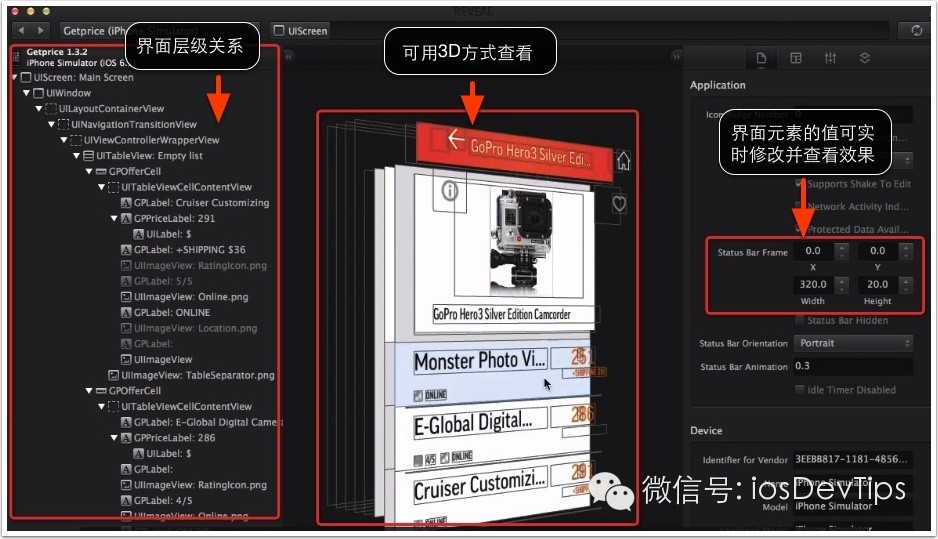 REVEAL
Getprice (iPhone Simulator)
UIScreen
界面层级关系
可用3D方式查看
界面元素的值可实
时修改并查看效果
Getprice 1.3.2
iPhone Simulator (iOS 6.
UIScreen: Main Screen
UIWindow
UILayoutContainerView
UINavigationTransitionView
UIViewControllerWrapperView
UITableView: Empty list
GPOfferCell
UITableViewCellContentView
GPLabel: Cruiser Customizing
GPPriceLabel: 291
UILabel: $
GPLabel: +SHIPPING $36
UIImageView: RatingIcon.png
GPLabel: 5/5
UIImageView: Online.png
GPLabel: ONLINE
UIImageView: Location.png
GPLabel:
UIImageView
UIImageView: TableSeparator.png
GPOfferCell
UITableViewCellContentView
GPLabel: E-Global Digital Came
GPPriceLabel: 286
UILabel: $
GPLabel:
UIImageView: RatingIcon.png
GPLabel: 4/5
UIImageView: Online.png
GoPro Hero3 Silver Edi...
GoPro Hero3 Silver Edition Camcorder
Monster Photo Vi...
251
ONLINE
E-Global Digital...
286
4/5
ONLINE
Cruiser Customizi...
291
ONLINE
Application
Supports Shake To Edit
Network Activity Ind...
Protected Data Avail...
Status Bar Frame
0.0
0.0
X
Y
320.0
20.0
Width
Height
Status Bar Hidden
Status Bar Orientation
Portrait
Status Bar Animation
0.3
Idle Timer Disabled
Device
Identifier for Vendor
3EEBB817-1181-4856...
Name
iPhone Simulator
Model
iPhone Simulator
微信号: iosDevTips